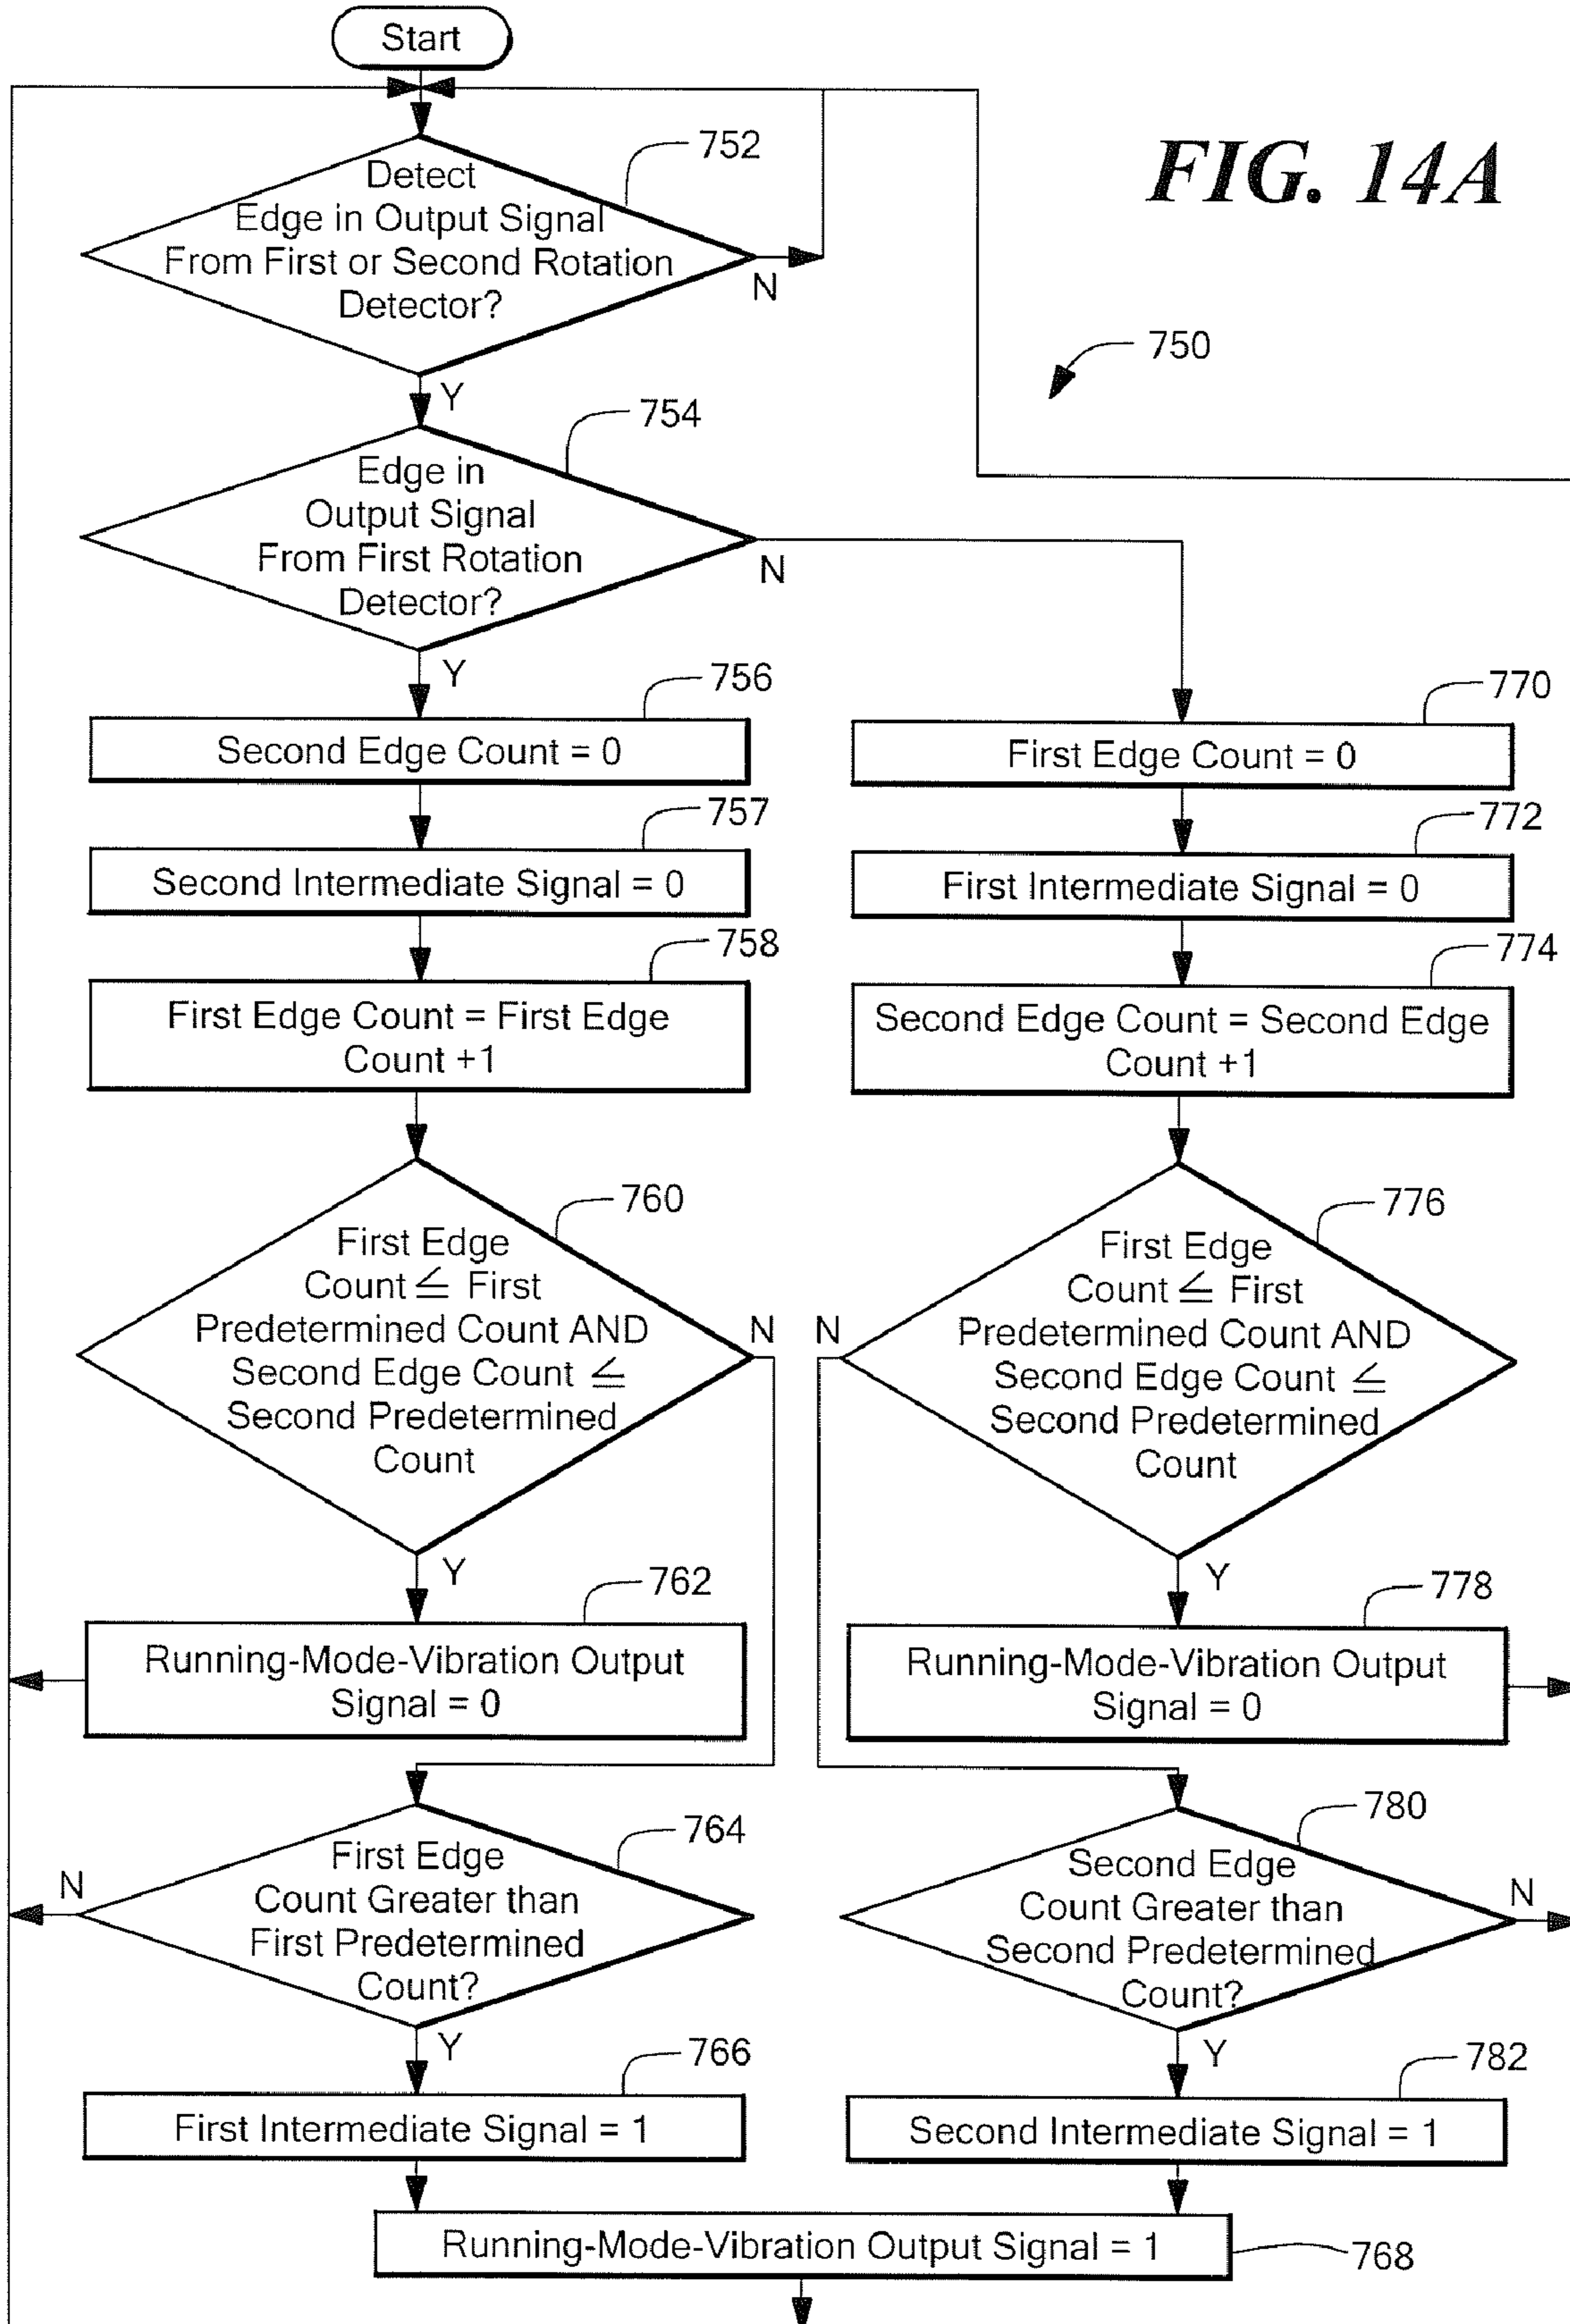 Start
FIG. 14A
752
Detect
Edge in Output Signal
From First or Second Rotation
Detector?
N
750
Y
754
Edge in
Output Signal
From First Rotation
Detector?
N
Y
756
Second Edge Count = 0
757
Second Intermediate Signal = 0
758
First Edge Count = First Edge
Count +1
760
First Edge
Count ≦ First
Predetermined Count AND
Second Edge Count ≦
Second Predetermined
Count
N
Y
762
Running-Mode-Vibration Output
Signal = 0
764
First Edge
Count Greater than
First Predetermined
Count?
N
Y
766
First Intermediate Signal = 1
770
First Edge Count = 0
772
First Intermediate Signal = 0
774
Second Edge Count = Second Edge
Count +1
776
First Edge
Count ≦ First
Predetermined Count AND
Second Edge Count ≦
Second Predetermined
Count
N
Y
778
Running-Mode-Vibration Output
Signal = 0
780
Second Edge
Count Greater than
Second Predetermined
Count?
N
Y
782
Second Intermediate Signal = 1
Running-Mode-Vibration Output Signal = 1
768